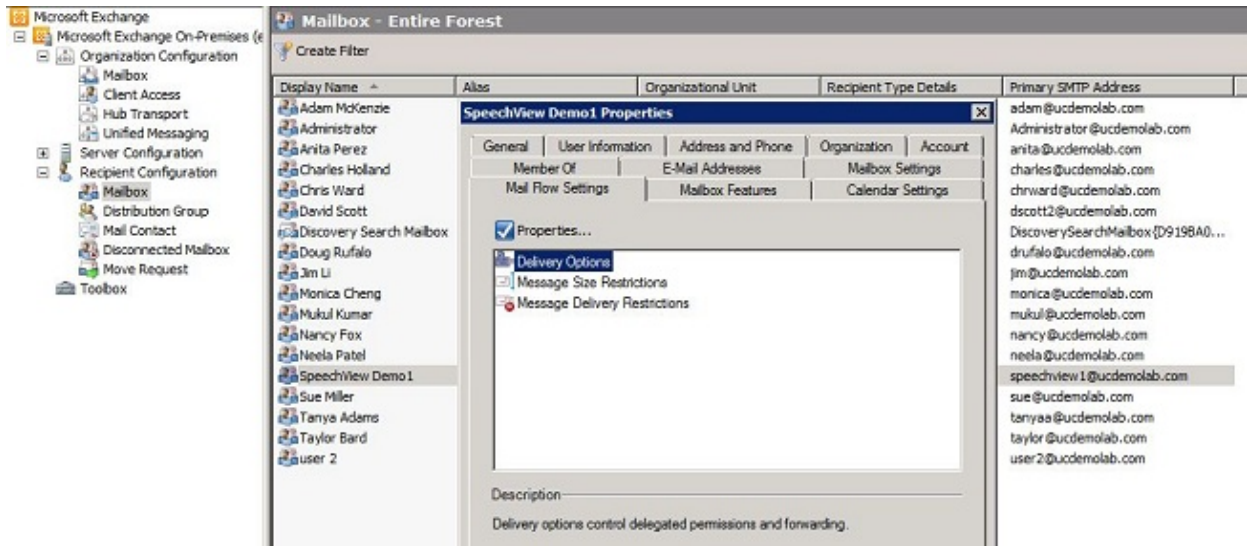 Microsoft Exchange
Microsoft Exchange On-Premises (e
Organization Configuration
Mailbox
Client Access
Hub Transport
Unified Messaging
Server Configuration
Recipient Configuration
Mailbox
Distribution Group
Mail Contact
Disconnected Mailbox
Move Request
Toolbox
Mailbox - Entire Forest
Create Filter
Display Name Alias Organizational Unit Recipient Type Details Primary SMTP Address
Adam McKenzie adam@ucdemolab.com
Administrator Administrator@ucdemolab.com
Anita Perez anita@ucdemolab.com
Charles Holland charles@ucdemolab.com
Chris Ward chrward@ucdemolab.com
David Scott dscott2@ucdemolab.com
Discovery Search Mailbox DiscoverySearchMailbox{D919BA0...
Doug Rufalo drufalo@ucdemolab.com
Jim Li jim@ucdemolab.com
Monica Cheng monica@ucdemolab.com
Mukul Kumar mukul@ucdemolab.com
Nancy Fox nancy@ucdemolab.com
Neela Patel neela@ucdemolab.com
SpeechView Demo1 speechview1@ucdemolab.com
Sue Miller sue@ucdemolab.com
Tanya Adams tanyaa@ucdemolab.com
Taylor Bard taylor@ucdemolab.com
user 2 user2@ucdemolab.com
SpeechView Demo1 Properties
General User Information Address and Phone Organization Account
Member Of E-Mail Addresses Mailbox Settings
Mail Flow Settings Mailbox Features Calendar Settings
Properties...
Delivery Options
Message Size Restrictions
Message Delivery Restrictions
Description
Delivery options control delegated permissions and forwarding.